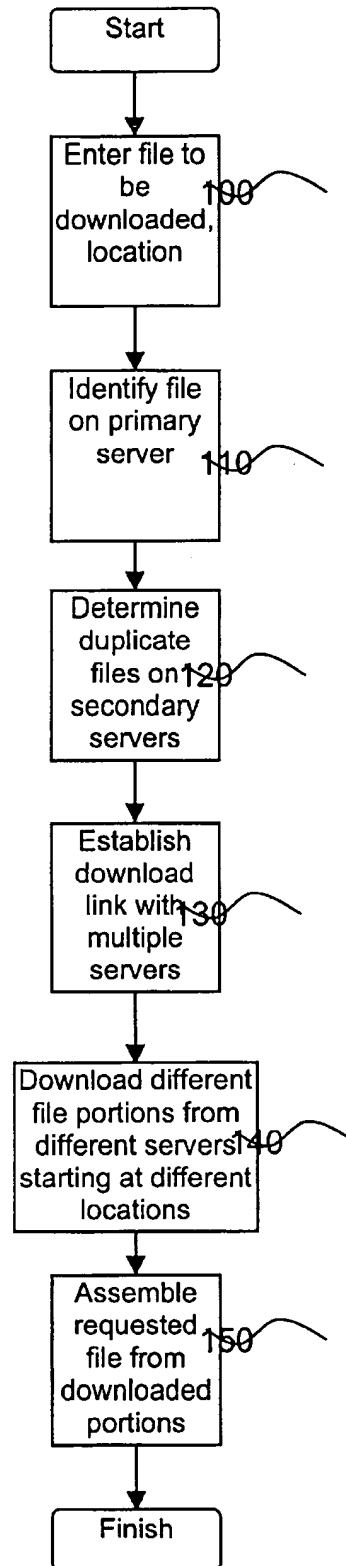 Start
Enter file to
be
downloaded,
location
100
Identify file
on primary
server
110
Determine
duplicate
files on
secondary
servers
120
Establish
download
link with
multiple
servers
130
Download different
file portions from
different servers
starting at different
locations
140
Assemble
requested
file from
downloaded
portions
150
Finish